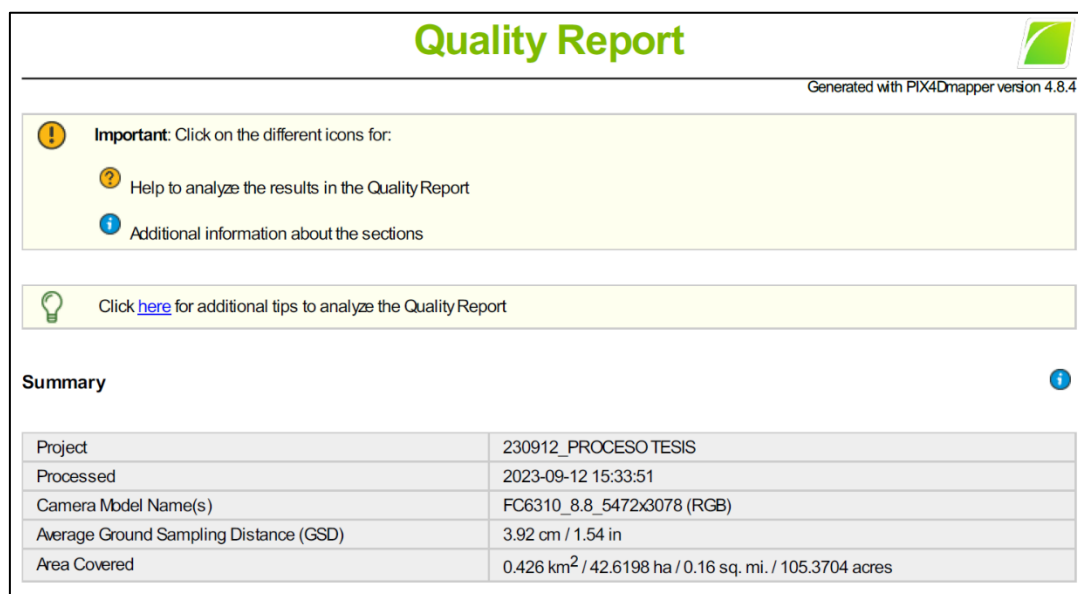 Quality Report
Generated with PIX4Dmapper version 4.8.4
Important: Click on the different icons for:
Help to analyze the results in the Quality Report
Additional information about the sections
Click here for additional tips to analyze the Quality Report
Summary
Project 230912_PROCESO TESIS
Processed 2023-09-12 15:33:51
Camera Model Name(s) FC6310_8.8_5472x3078 (RGB)
Average Ground Sampling Distance (GSD) 3.92 cm / 1.54 in
Area Covered 0.426 km2 / 42.6198 ha / 0.16 sq. mi. / 105.3704 acres